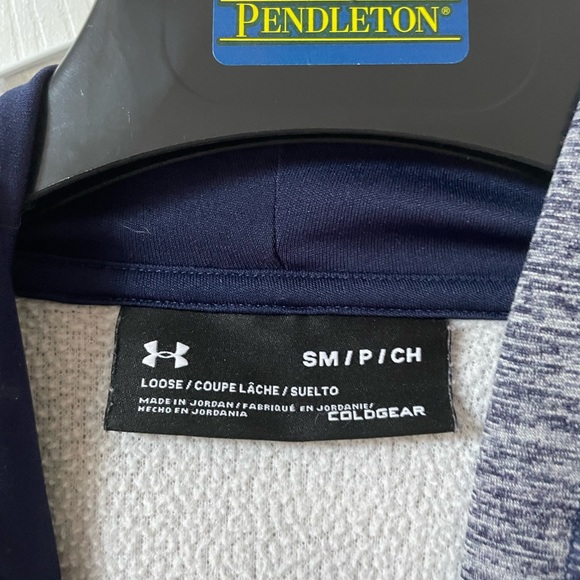 PENDLETON®
SM / P / CH
LOOSE / COUPE LÂCHE / SUELTO
MADE IN JORDAN / FABRIQUÉ EN JORDANIE/
HECHO EN JORDANIA
COLDGEAR